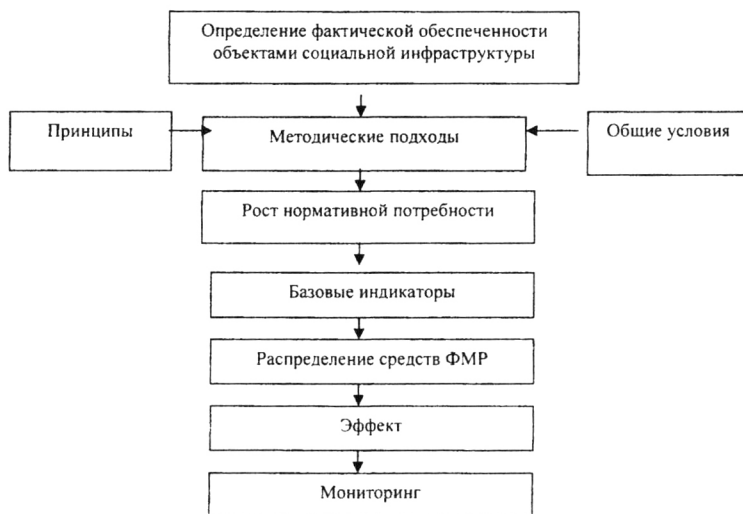 Определение фактической обеспеченности
объектами социальной инфраструктуры
Принципы
Методические подходы
Общие условия
Рост нормативной потребности
Базовые индикаторы
Распределение средств ФМР
Эффект
Мониторинг